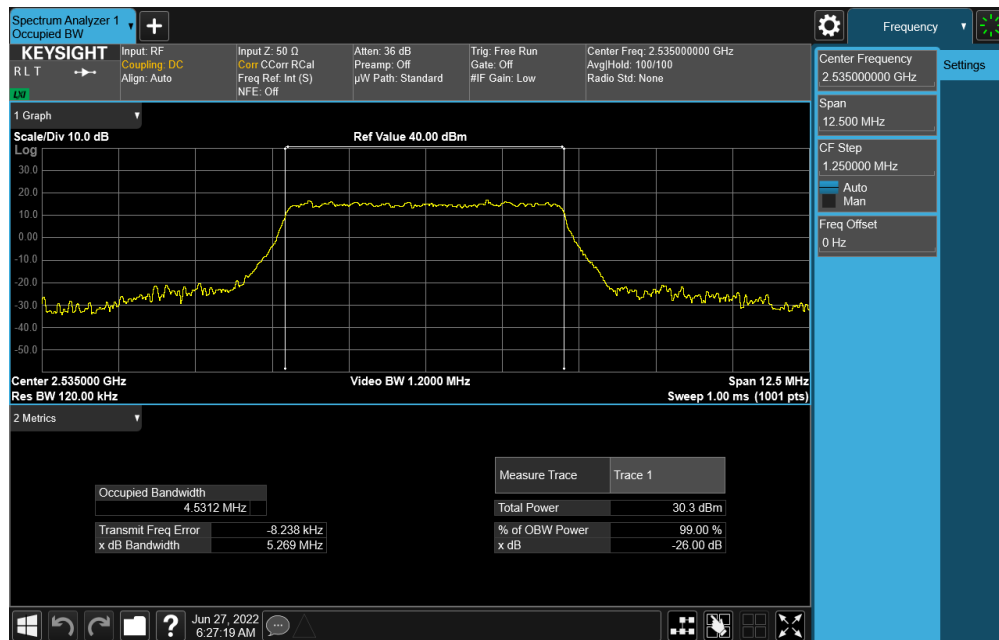 Spectrum Analyzer 1
Occupied BW
Frequency
KEYSIGHT
R L T
LXI
Input: RF
Coupling: DC
Align: Auto
Input Z: 50 Ω
Corr CCorr RCal
Freq Ref: Int (S)
NFE: Off
Atten: 36 dB
Preamp: Off
µW Path: Standard
Trig: Free Run
Gate: Off
#IF Gain: Low
Center Freq: 2.535000000 GHz
Avg|Hold: 100/100
Radio Std: None
Center Frequency
2.535000000 GHz
Settings
Span
12.500 MHz
CF Step
1.250000 MHz
Auto
Man
Freq Offset
0 Hz
1 Graph
Scale/Div 10.0 dB
Ref Value 40.00 dBm
Log
30.0
20.0
10.0
0.00
-10.0
-20.0
-30.0
-40.0
-50.0
Center 2.535000 GHz
Video BW 1.2000 MHz
Span 12.5 MHz
Res BW 120.00 kHz
Sweep 1.00 ms (1001 pts)
2 Metrics
Occupied Bandwidth
4.5312 MHz
Transmit Freq Error -8.238 kHz
x dB Bandwidth 5.269 MHz
Measure Trace Trace 1
Total Power 30.3 dBm
% of OBW Power 99.00 %
x dB -26.00 dB
?
Jun 27, 2022
6:27:19 AM